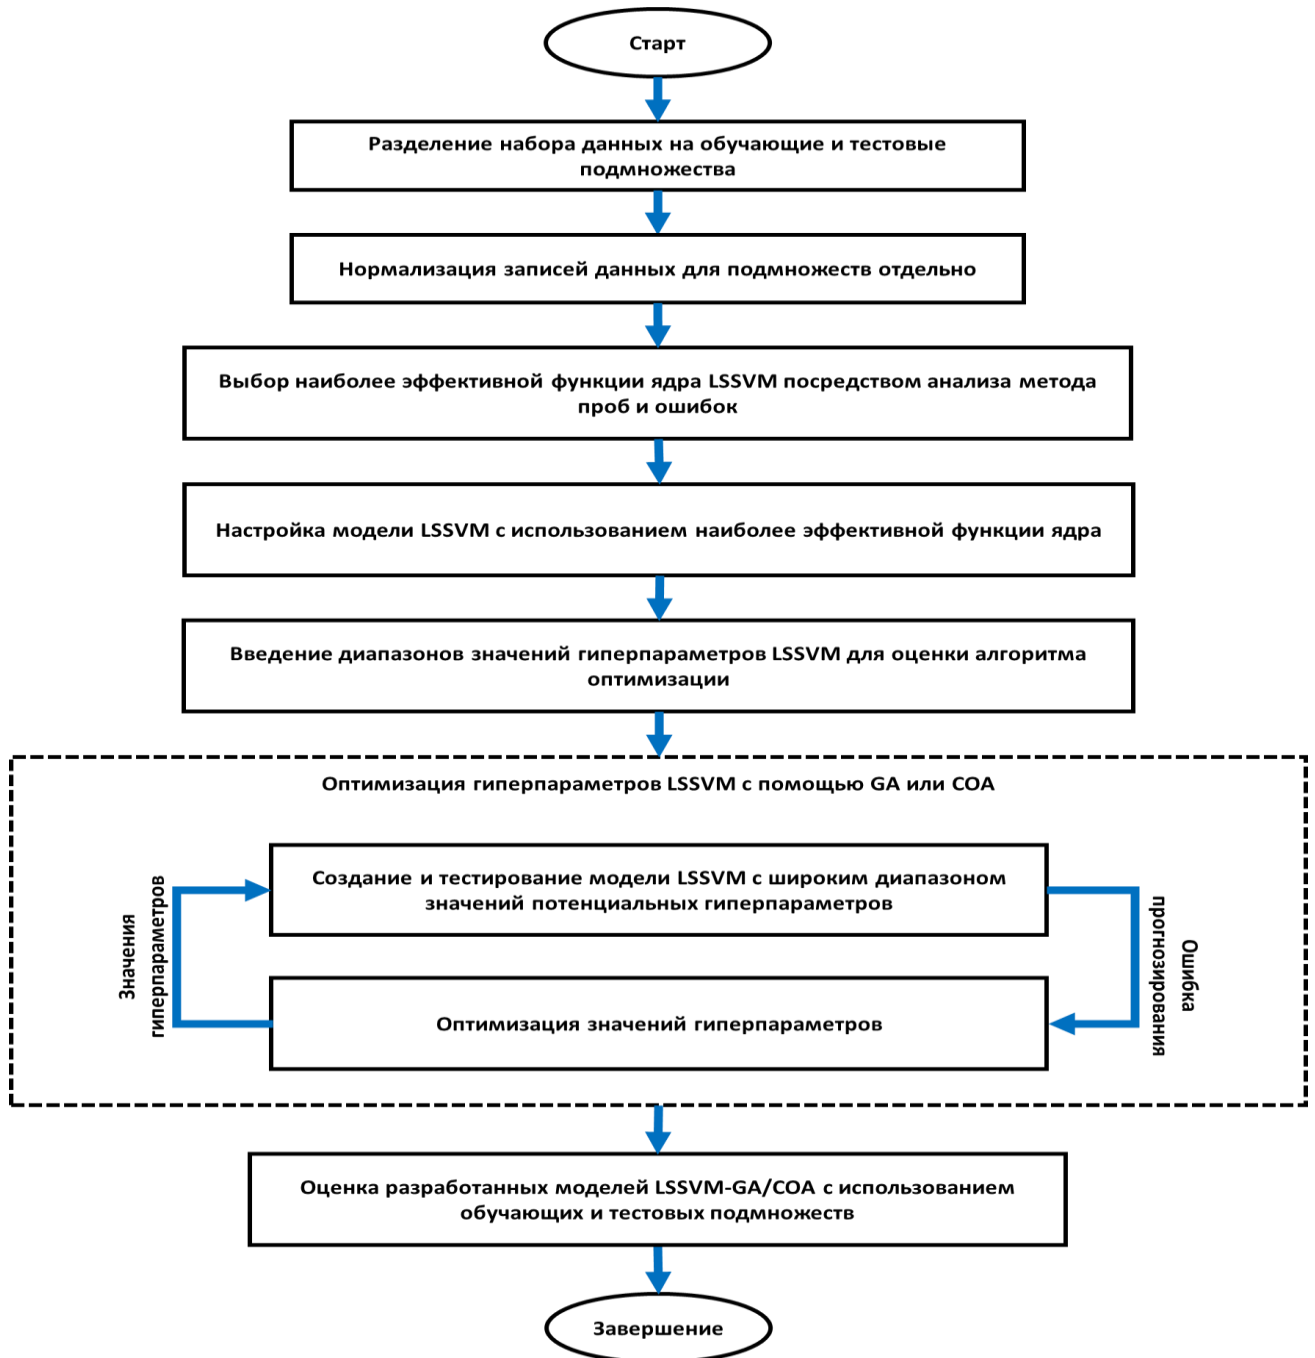 Старт
Разделение набора данных на обучающие и тестовые
подмножества
Нормализация записей данных для подмножеств отдельно
Выбор наиболее эффективной функции ядра LSSVM посредством анализа метода
проб и ошибок
Настройка модели LSSVM с использованием наиболее эффективной функции ядра
Введение диапазонов значений гиперпараметров LSSVM для оценки алгоритма
оптимизации
Оптимизация гиперпараметров LSSVM с помощью GA или COA
Создание и тестирование модели LSSVM с широким диапазоном
значений потенциальных гиперпараметров
Значения
гиперпараметров
Ошибка
прогнозирования
Оптимизация значений гиперпараметров
Оценка разработанных моделей LSSVM-GA/COA с использованием
обучающих и тестовых подмножеств
Завершение